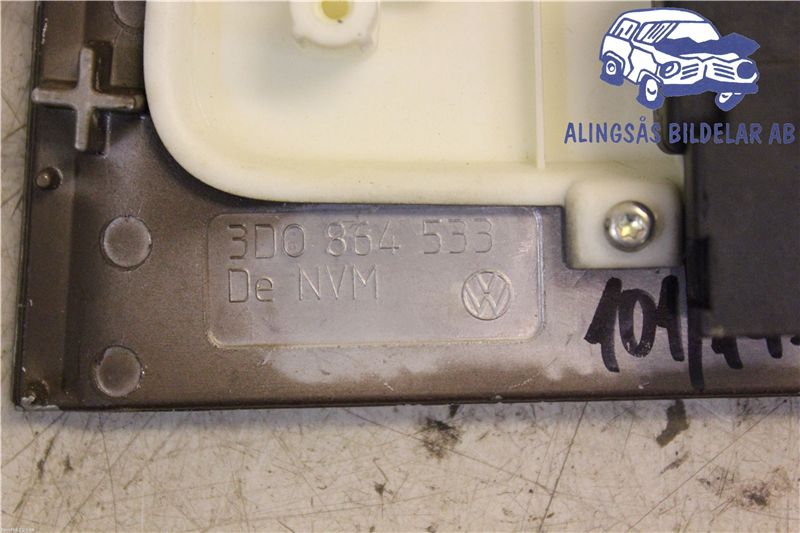 ALINGSÅS BILDELAR AB
3D0 864 533
De NVM
VW